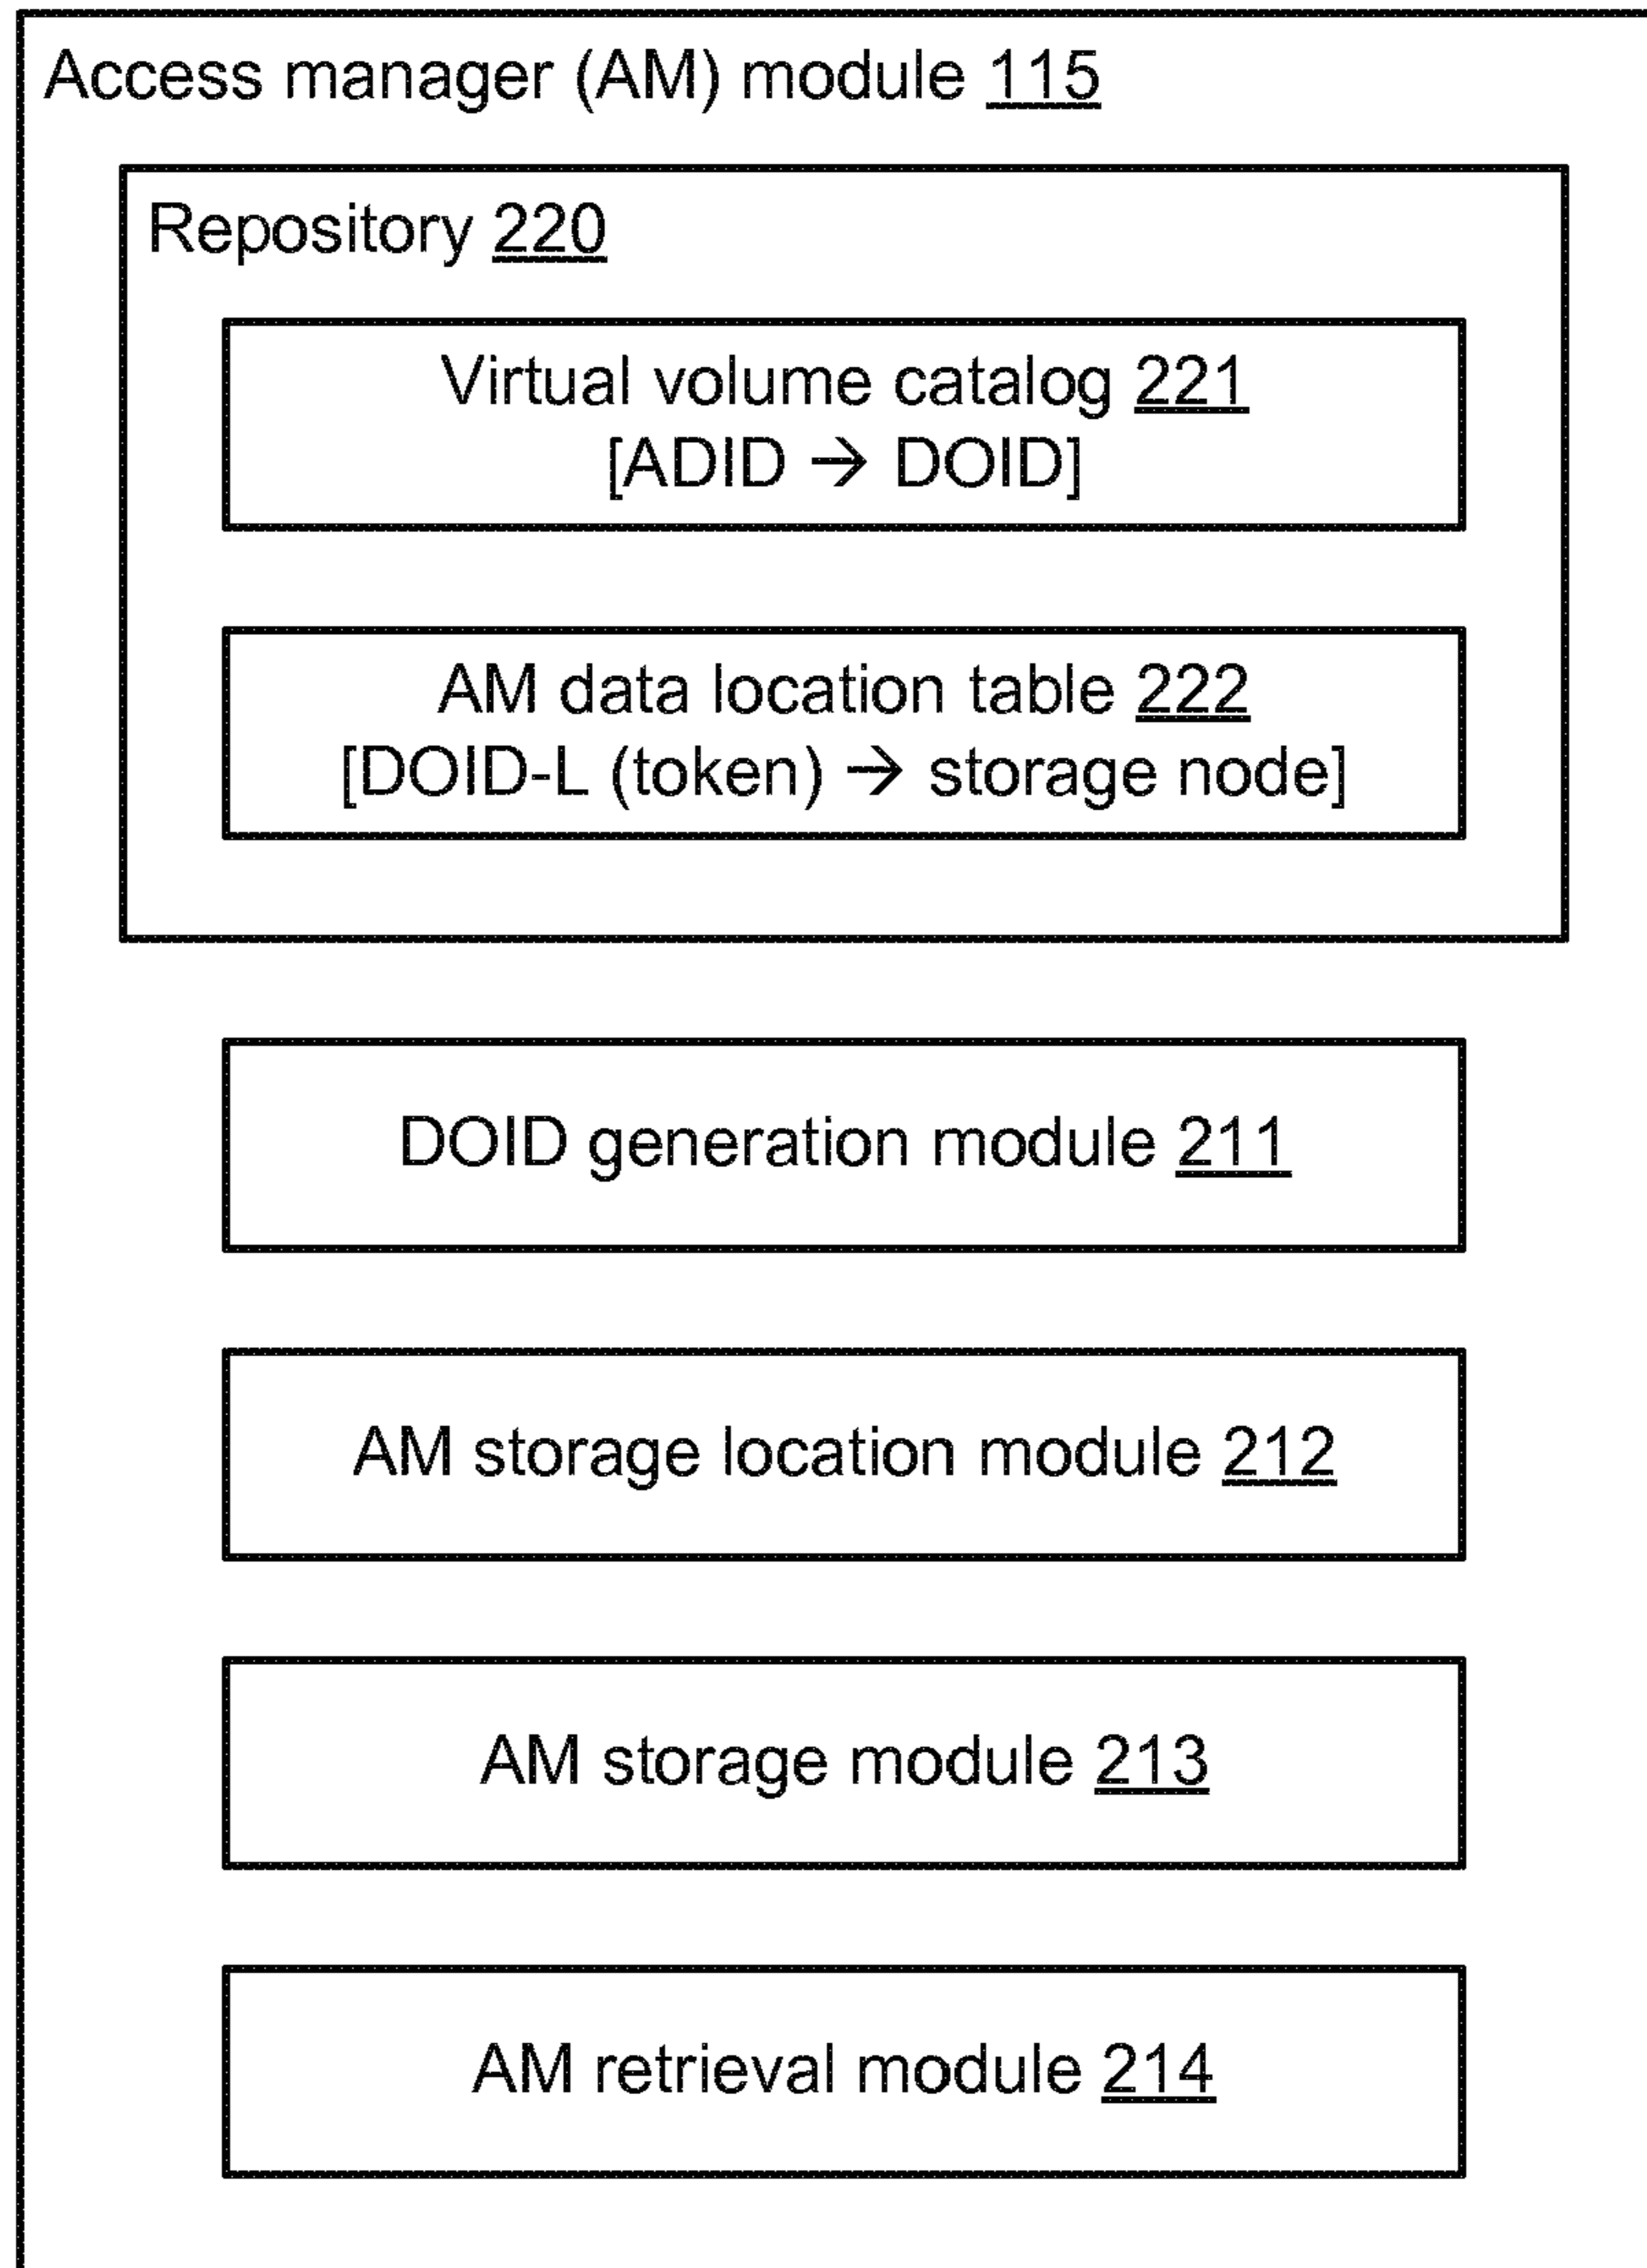 Access manager (AM) module 115
Repository 220
Virtual volume catalog 221
[ADID → DOID]
AM data location table 222
[DOID-L (token) → storage node]
DOID generation module 211
AM storage location module 212
AM storage module 213
AM retrieval module 214